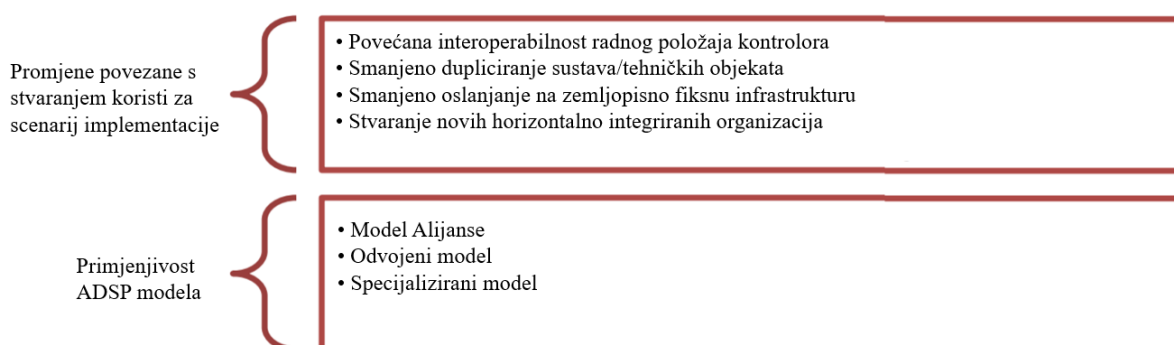 Promjene povezane s
stvaranjem koristi za
scenarij implementacije
• Povećana interoperabilnost radnog položaja kontrolora
• Smanjeno dupliciranje sustava/tehničkih objekata
• Smanjeno oslanjanje na zemljopisno fiksnu infrastrukturu
• Stvaranje novih horizontalno integriranih organizacija
Primjenjivost
ADSP modela
• Model Alijanse
• Odvojeni model
• Specijalizirani model